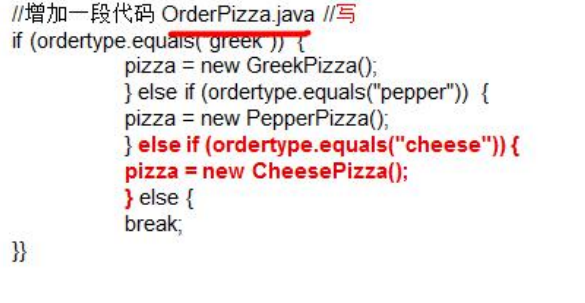 //增加一段代码 OrderPizza.java //写
if (ordertype.equals("greek")) {
pizza = new GreekPizza();
} else if (ordertype.equals("pepper")) {
pizza = new PepperPizza();
} else if (ordertype.equals("cheese")) {
pizza = new CheesePizza();
} else {
break;
}}